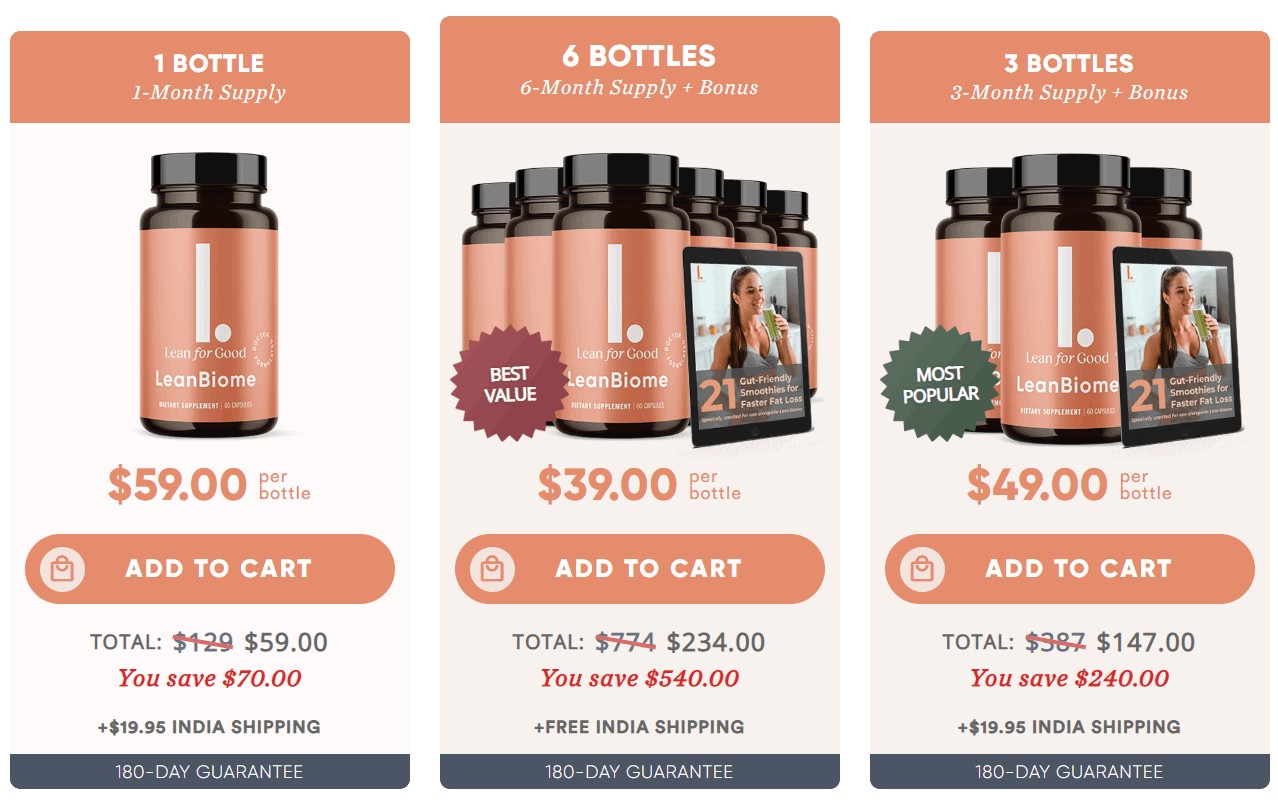 1 BOTTLE
1-Month Supply
Lean for Good
LeanBiome
DIETARY SUPPLEMENT | 60 CAPSULES
$59.00 per
bottle
ADD TO CART
TOTAL: $129 $59.00
You save $70.00
+$19.95 INDIA SHIPPING
180-DAY GUARANTEE
6 BOTTLES
6-Month Supply + Bonus
Lean for Good
LeanBiome
DIETARY SUPPLEMENT | 60 CAPSULES
BEST
VALUE
21 Gut-Friendly
Smoothies for
Faster Fat Loss
$39.00 per
bottle
ADD TO CART
TOTAL: $774 $234.00
You save $540.00
+FREE INDIA SHIPPING
180-DAY GUARANTEE
3 BOTTLES
3-Month Supply + Bonus
Lean for Good
LeanBiome
DIETARY SUPPLEMENT | 60 CAPSULES
MOST
POPULAR
21 Gut-Friendly
Smoothies for
Faster Fat Loss
$49.00 per
bottle
ADD TO CART
TOTAL: $387 $147.00
You save $240.00
+$19.95 INDIA SHIPPING
180-DAY GUARANTEE